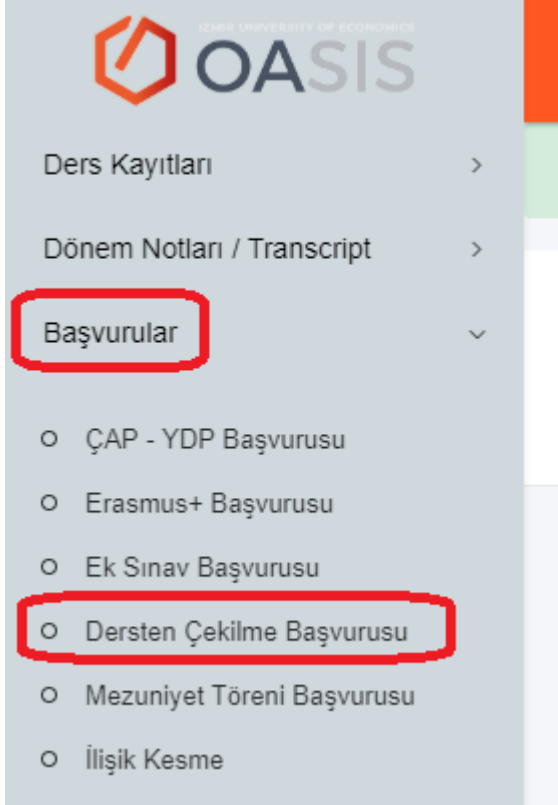 IZMIR UNIVERSITY OF ECONOMICS
OASIS
Ders Kayıtları
Dönem Notları / Transcript
Başvurular
ÇAP - YDP Başvurusu
Erasmus+ Başvurusu
Ek Sınav Başvurusu
Dersten Çekilme Başvurusu
Mezuniyet Töreni Başvurusu
İlişik Kesme